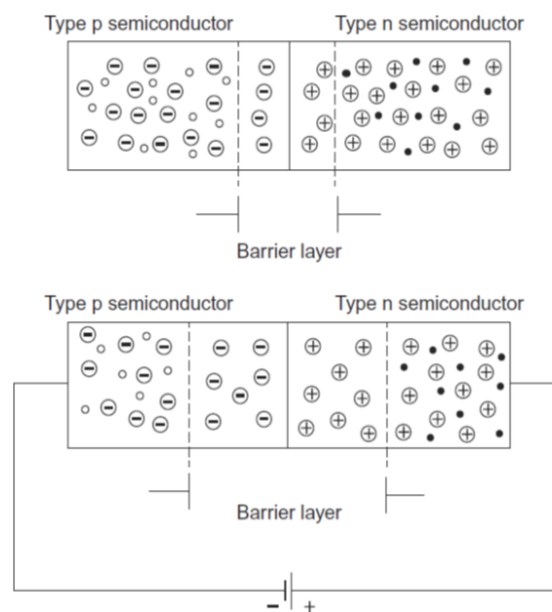 Type p semiconductor Type n semiconductor
Barrier layer
Type p semiconductor Type n semiconductor
Barrier layer
- +